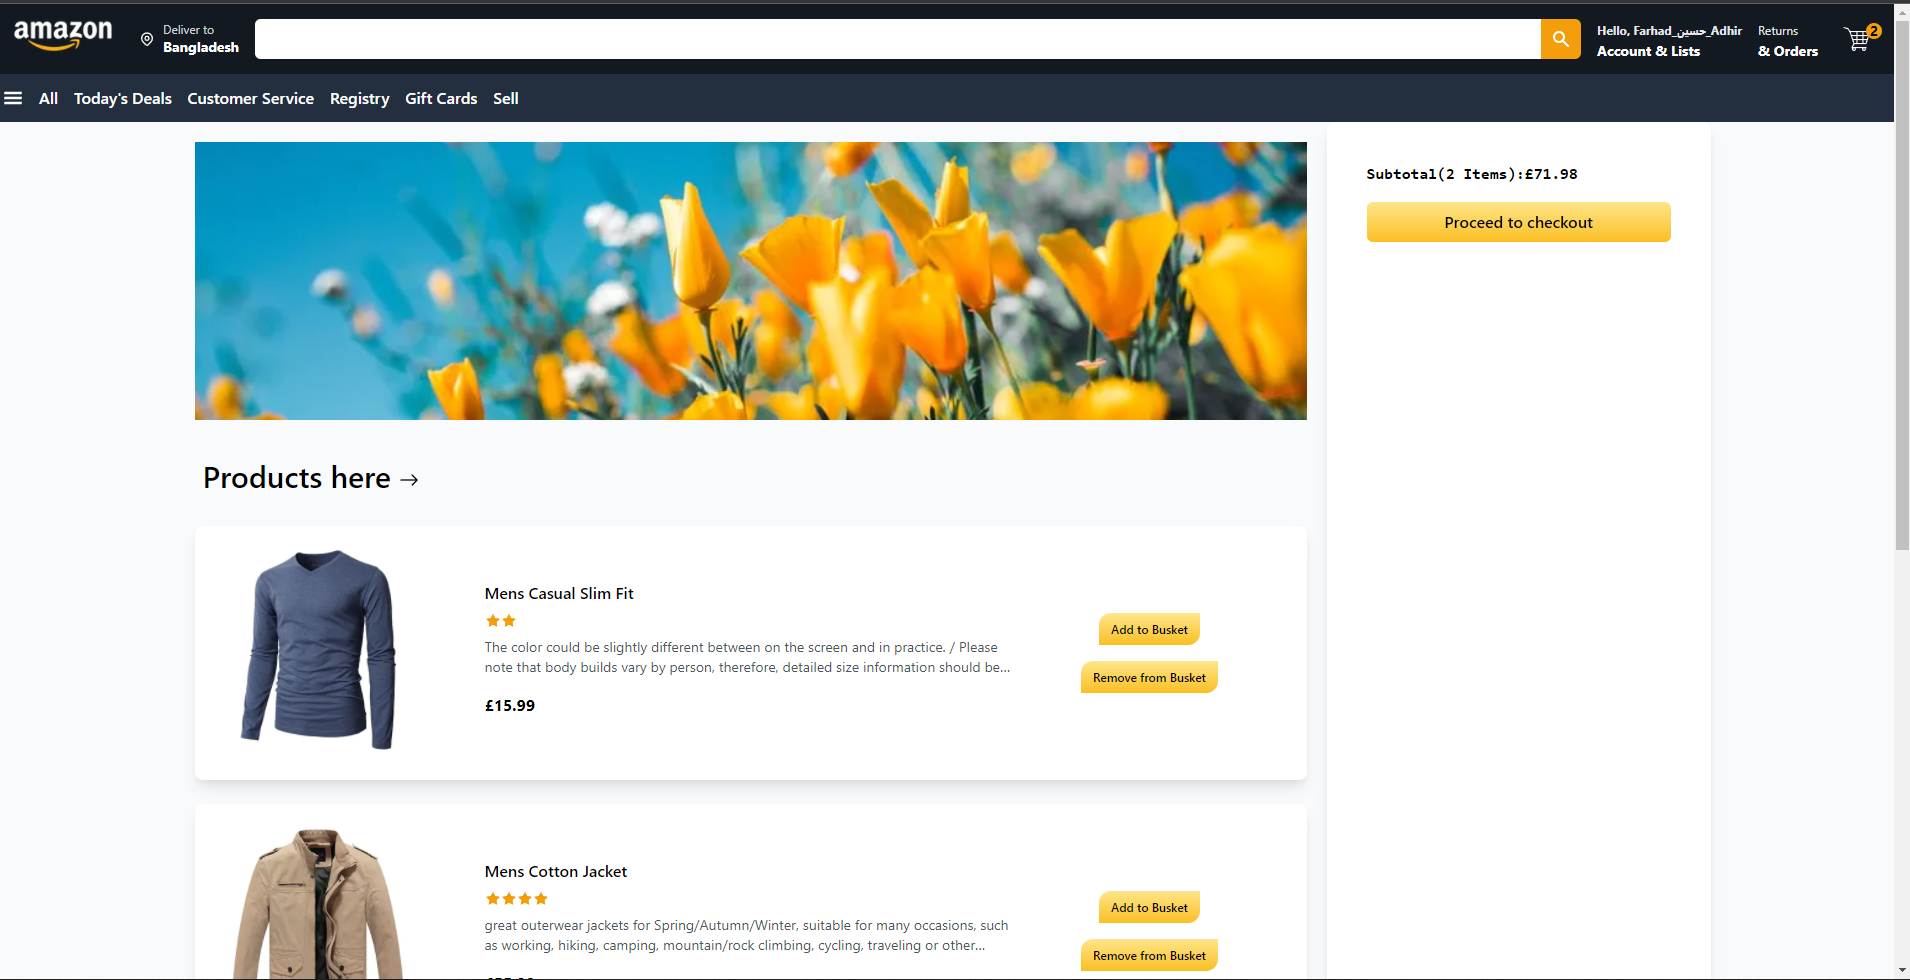 amazon
Deliver to
Bangladesh
Hello, Farhad_حسين_Adhir
Account & Lists
Returns
& Orders
2
All
Today's Deals
Customer Service
Registry
Gift Cards
Sell
Subtotal(2 Items):£71.98
Proceed to checkout
Products here →
Mens Casual Slim Fit
The color could be slightly different between on the screen and in practice. / Please
note that body builds vary by person, therefore, detailed size information should be...
£15.99
Add to Busket
Remove from Busket
Mens Cotton Jacket
great outerwear jackets for Spring/Autumn/Winter, suitable for many occasions, such
as working, hiking, camping, mountain/rock climbing, cycling, traveling or other...
Add to Busket
Remove from Busket